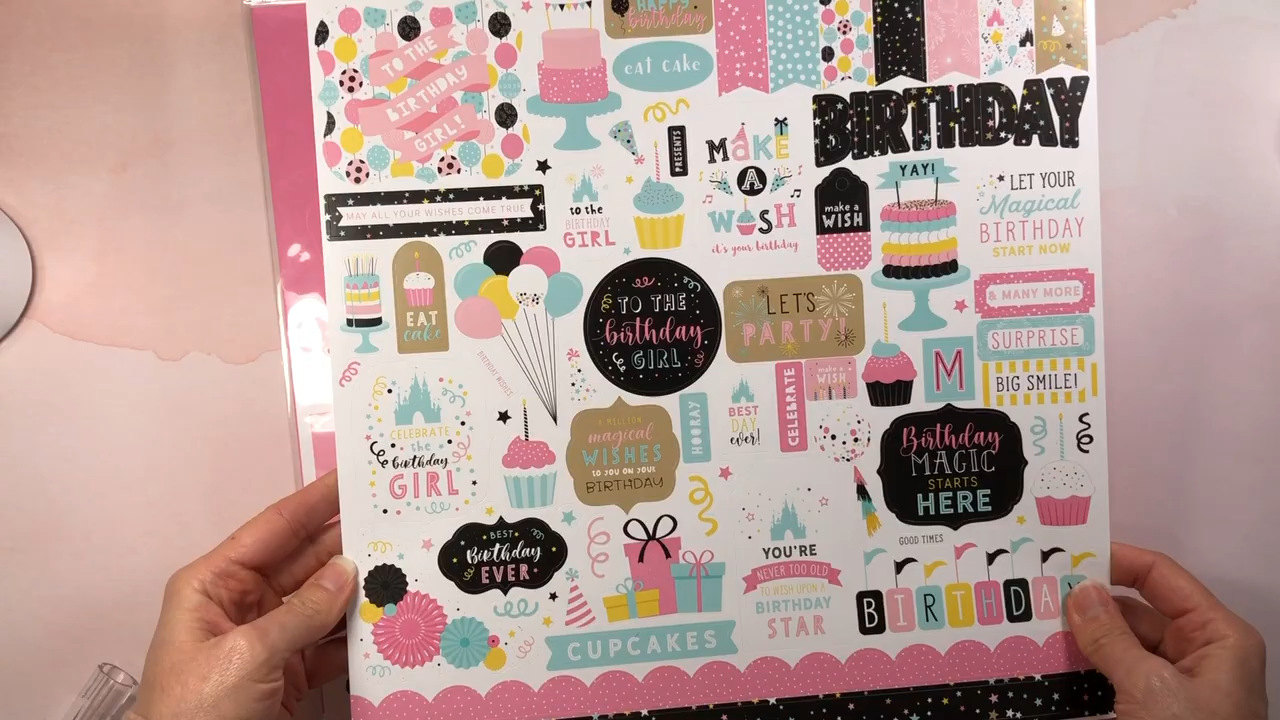 TO THE
BIRTHDAY
GIRL!
HAPPY
birthday
eat cake
BIRTHDAY
PRESENTS
MAKE
A
WISH
it's your birthday
make a
WISH
YAY!
LET YOUR
Magical
BIRTHDAY
START NOW
MAY ALL YOUR WISHES COME TRUE
to the
BIRTHDAY
GIRL
EAT
cake
BIRTHDAY WISHES
TO THE
birthday
GIRL
LET'S
PARTY!
& MANY MORE
SURPRISE
BIG SMILE!
M
make a
WISH
CELEBRATE
BEST
DAY
ever!
HOORAY
CELEBRATE
the
birthday
GIRL
A MILLION
magical
WISHES
TO YOU ON YOUR
BIRTHDAY
Birthday
MAGIC
STARTS
HERE
BEST
Birthday
EVER
YOU'RE
NEVER TOO OLD
TO WISH UPON A
BIRTHDAY
STAR
GOOD TIMES
BIRTHDAY
CUPCAKES